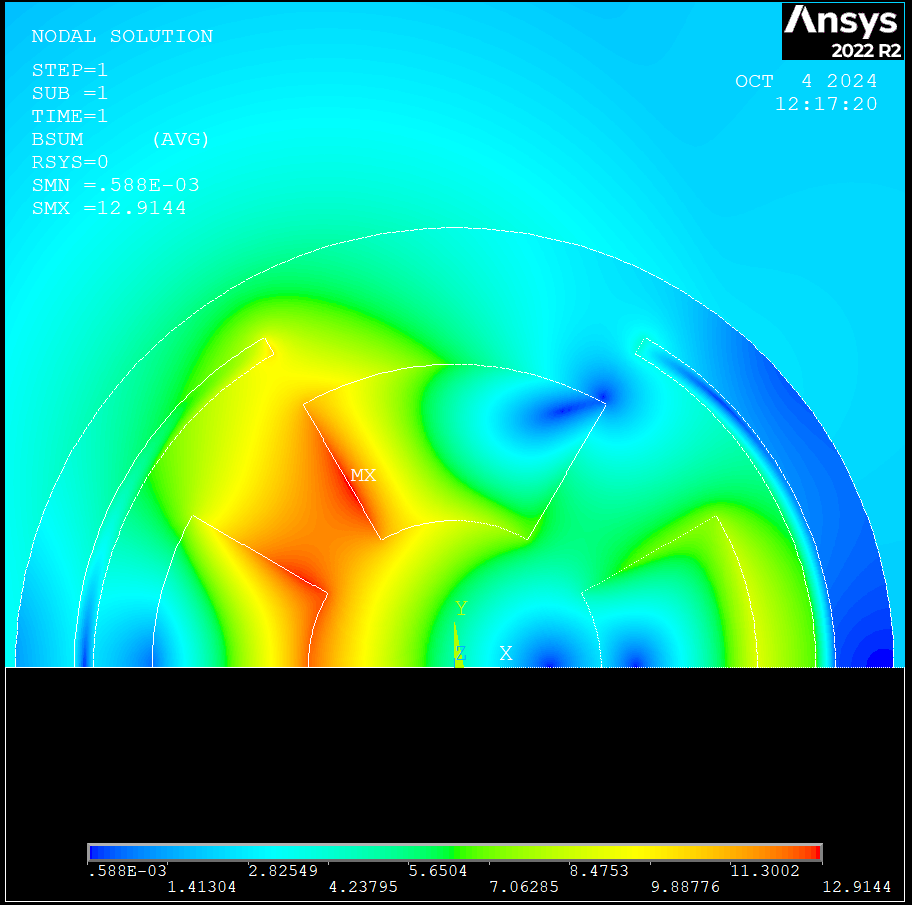 NODAL SOLUTION
STEP=1
SUB =1
TIME=1
BSUM (AVG)
RSYS=0
SMN =.588E-03
SMX =12.9144
Ansys
2022 R2
OCT 4 2024
12:17:20
MX
Y
Z X
.588E-03 2.82549 5.6504 8.4753 11.3002
1.41304 4.23795 7.06285 9.88776 12.9144